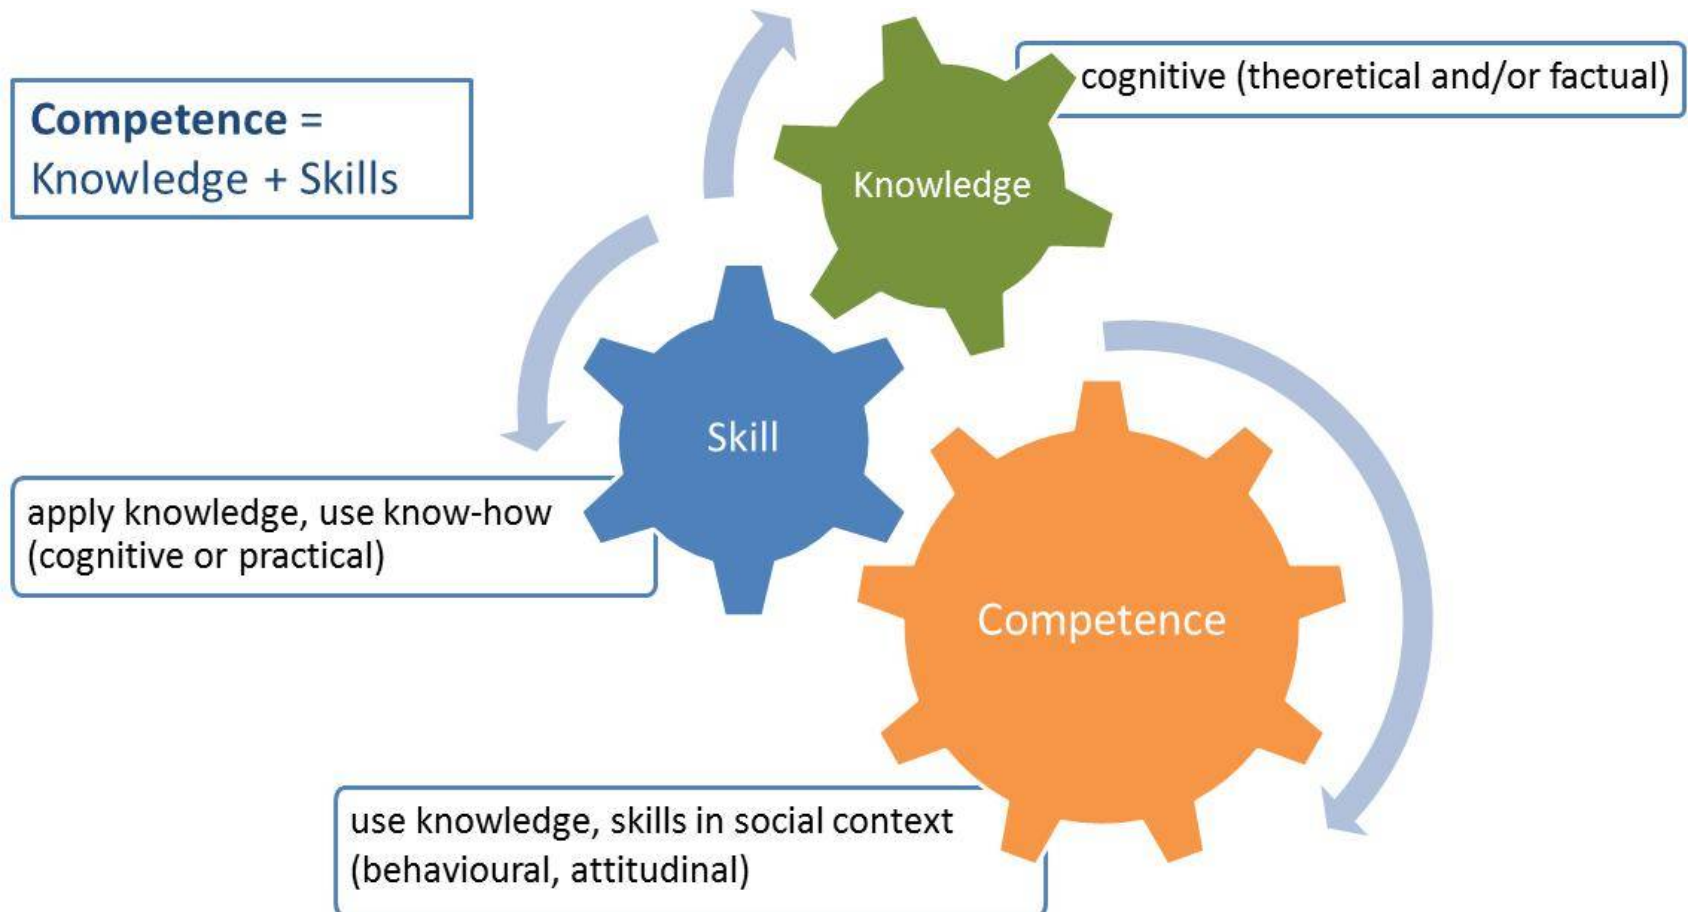 Competence =
Knowledge + Skills
cognitive (theoretical and/or factual)
Knowledge
Skill
apply knowledge, use know-how
(cognitive or practical)
Competence
use knowledge, skills in social context
(behavioural, attitudinal)